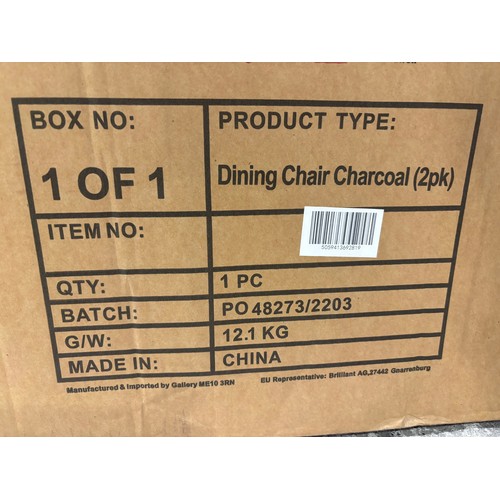 BOX NO:
PRODUCT TYPE:
1 OF 1
Dining Chair Charcoal (2pk)
ITEM NO:
5059413692819
QTY:
1 PC
BATCH:
PO 48273/2203
G/W:
12.1 KG
MADE IN:
CHINA
Manufactured & Imported by Gallery ME10 3RN
EU Representative: Brilliant AG,27442 Gnarrenburg